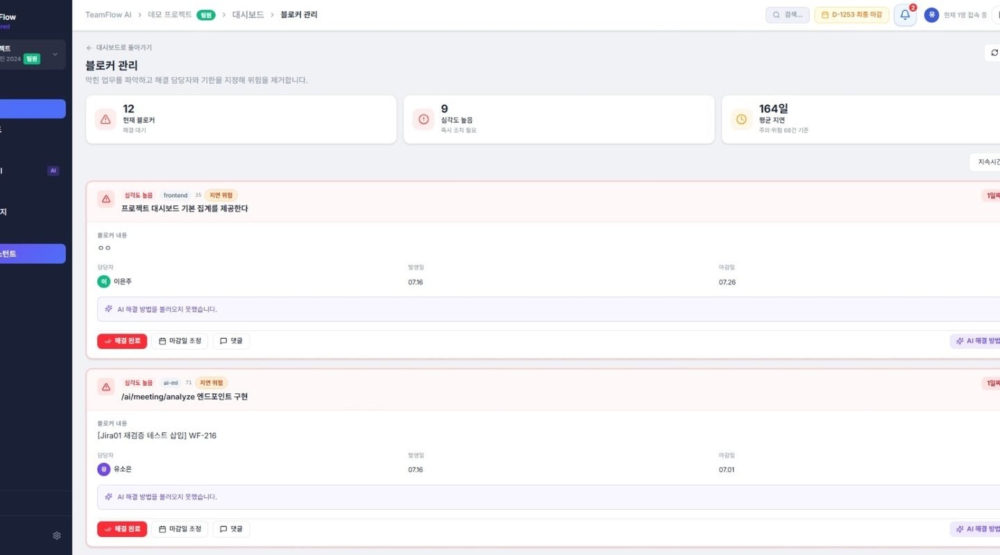 Flow
ered
젝트
인 2024 팀원
트
I AI
지
스턴트
TeamFlow AI > 데모 프로젝트 팀원 > 대시보드 > 블로커 관리
검색... D-1253 최종 마감 2 유 현재 1명 접속 중
← 대시보드로 돌아가기
블로커 관리
막힌 업무를 파악하고 해결 담당자와 기한을 지정해 위험을 제거합니다.
12
현재 블로커
해결 대기
9
심각도 높음
즉시 조치 필요
164일
평균 지연
주의·위험 68건 기준
지속시간
심각도 높음 frontend 35 지연 위험 1일째
프로젝트 대시보드 기본 집계를 제공한다
블로커 내용
ㅇㅇ
담당자 발생일 마감일
이 이은주 07.16 07.26
AI 해결 방법을 불러오지 못했습니다.
해결 완료 마감일 조정 댓글 AI 해결 방법
심각도 높음 ai-ml 71 지연 위험 1일째
/ai/meeting/analyze 엔드포인트 구현
블로커 내용
[Jira01 재검증 테스트 삽입] WF-216
담당자 발생일 마감일
유 유소은 07.16 07.01
AI 해결 방법을 불러오지 못했습니다.
해결 완료 마감일 조정 댓글 AI 해결 방법